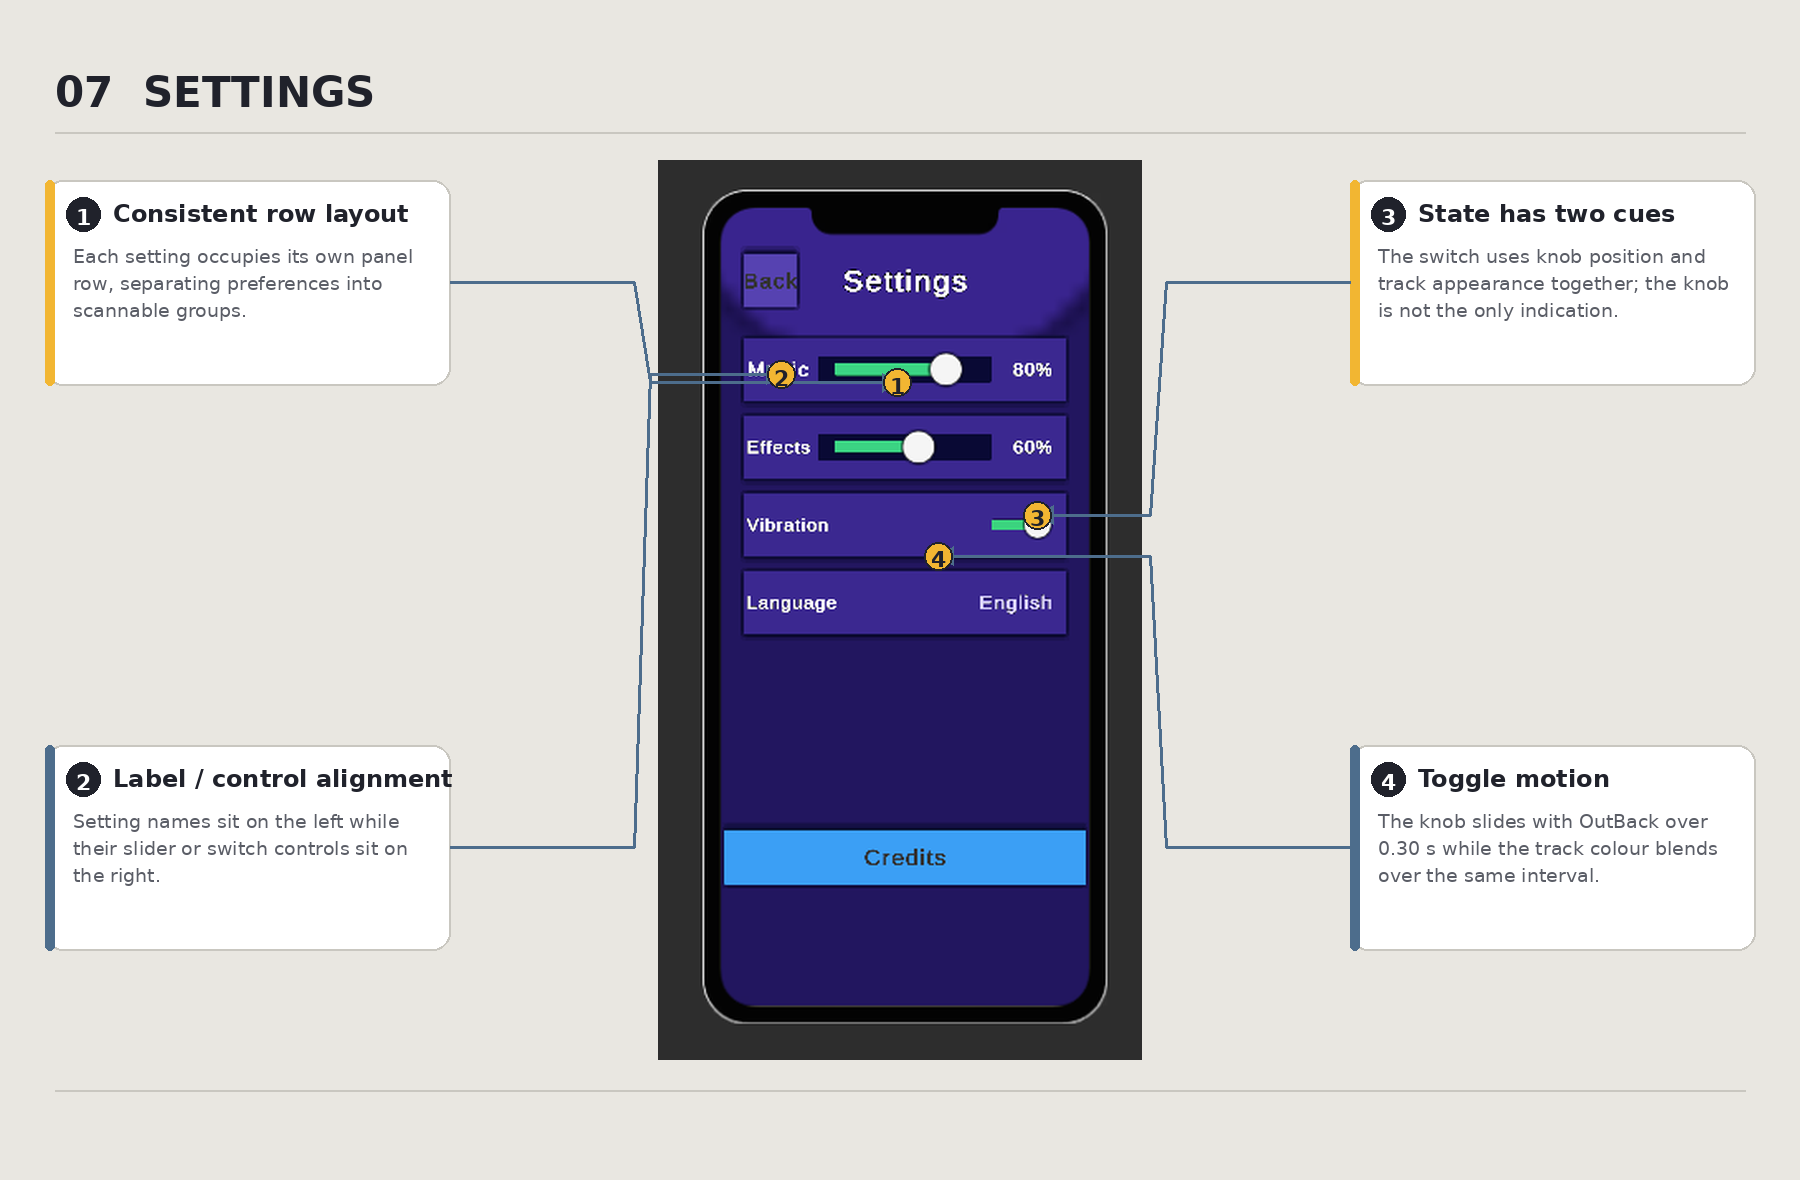 07 SETTINGS
1 Consistent row layout
Each setting occupies its own panel
row, separating preferences into
scannable groups.
2 Label / control alignment
Setting names sit on the left while
their slider or switch controls sit on
the right.
Back
Settings
2
1
80%
Effects
60%
Vibration
3
4
Language
English
Credits
3 State has two cues
The switch uses knob position and
track appearance together; the knob
is not the only indication.
4 Toggle motion
The knob slides with OutBack over
0.30 s while the track colour blends
over the same interval.